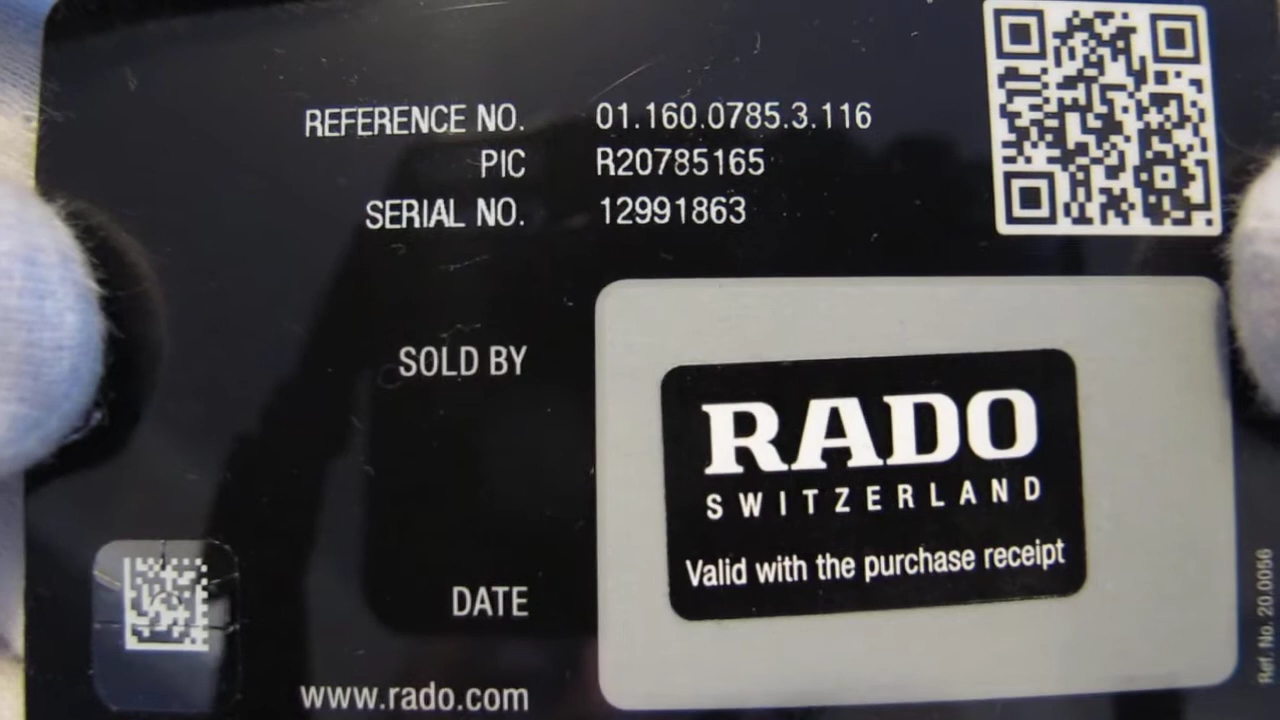 REFERENCE NO. 01.160.0785.3.116
PIC R20785165
SERIAL NO. 12991863
SOLD BY
RADO
SWITZERLAND
Valid with the purchase receipt
DATE
www.rado.com
Ref. No. 20.0056